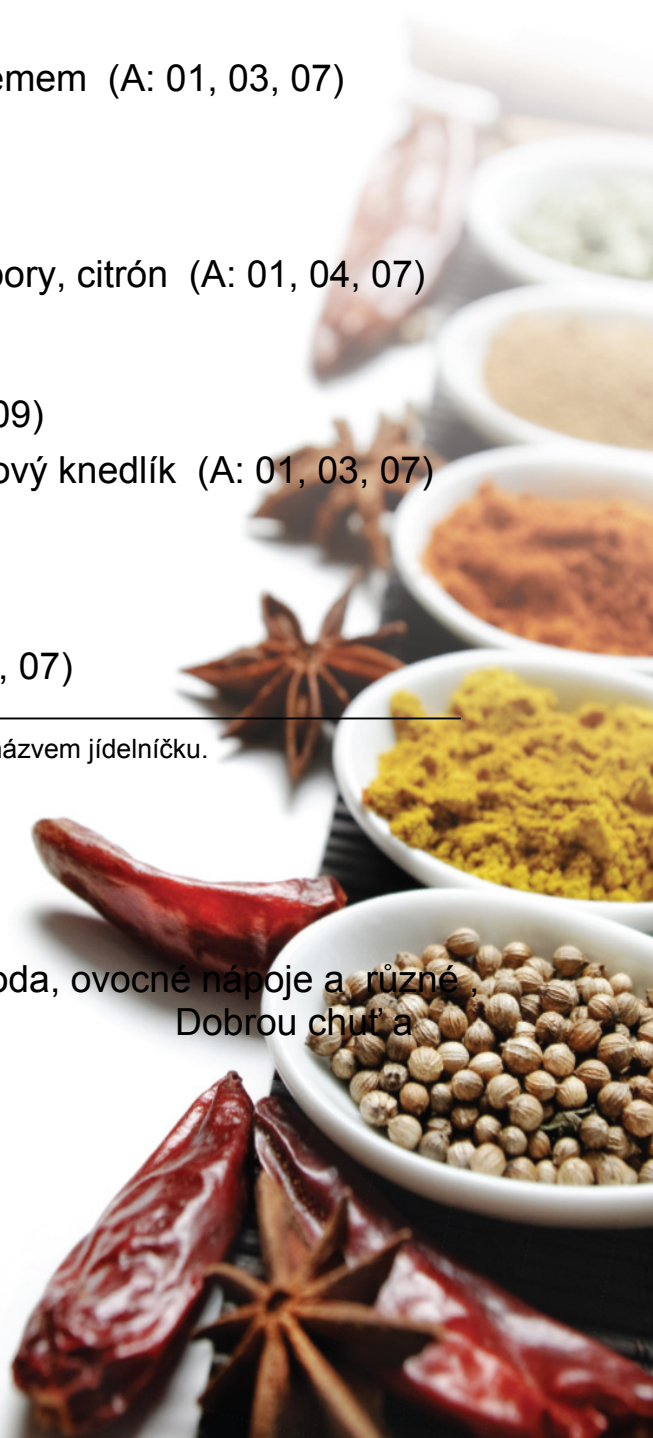 emem (A: 01, 03, 07)
ory, citrón (A: 01, 04, 07)
09)
ový knedlík (A: 01, 03, 07)
, 07)
názvem jídelníčku.
oda, ovocné nápoje a různé ,
Dobrou chuť a